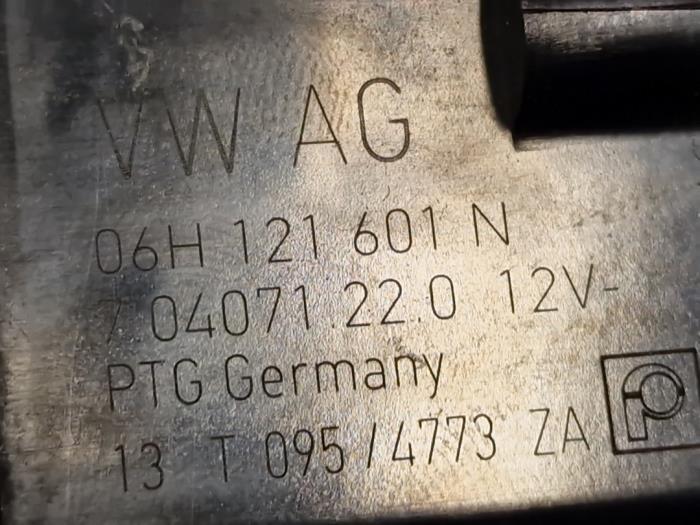 VW AG
06H 121 601 N
7 04071.22.0 12V-
PTG Germany
13 T 095 / 4773 ZA